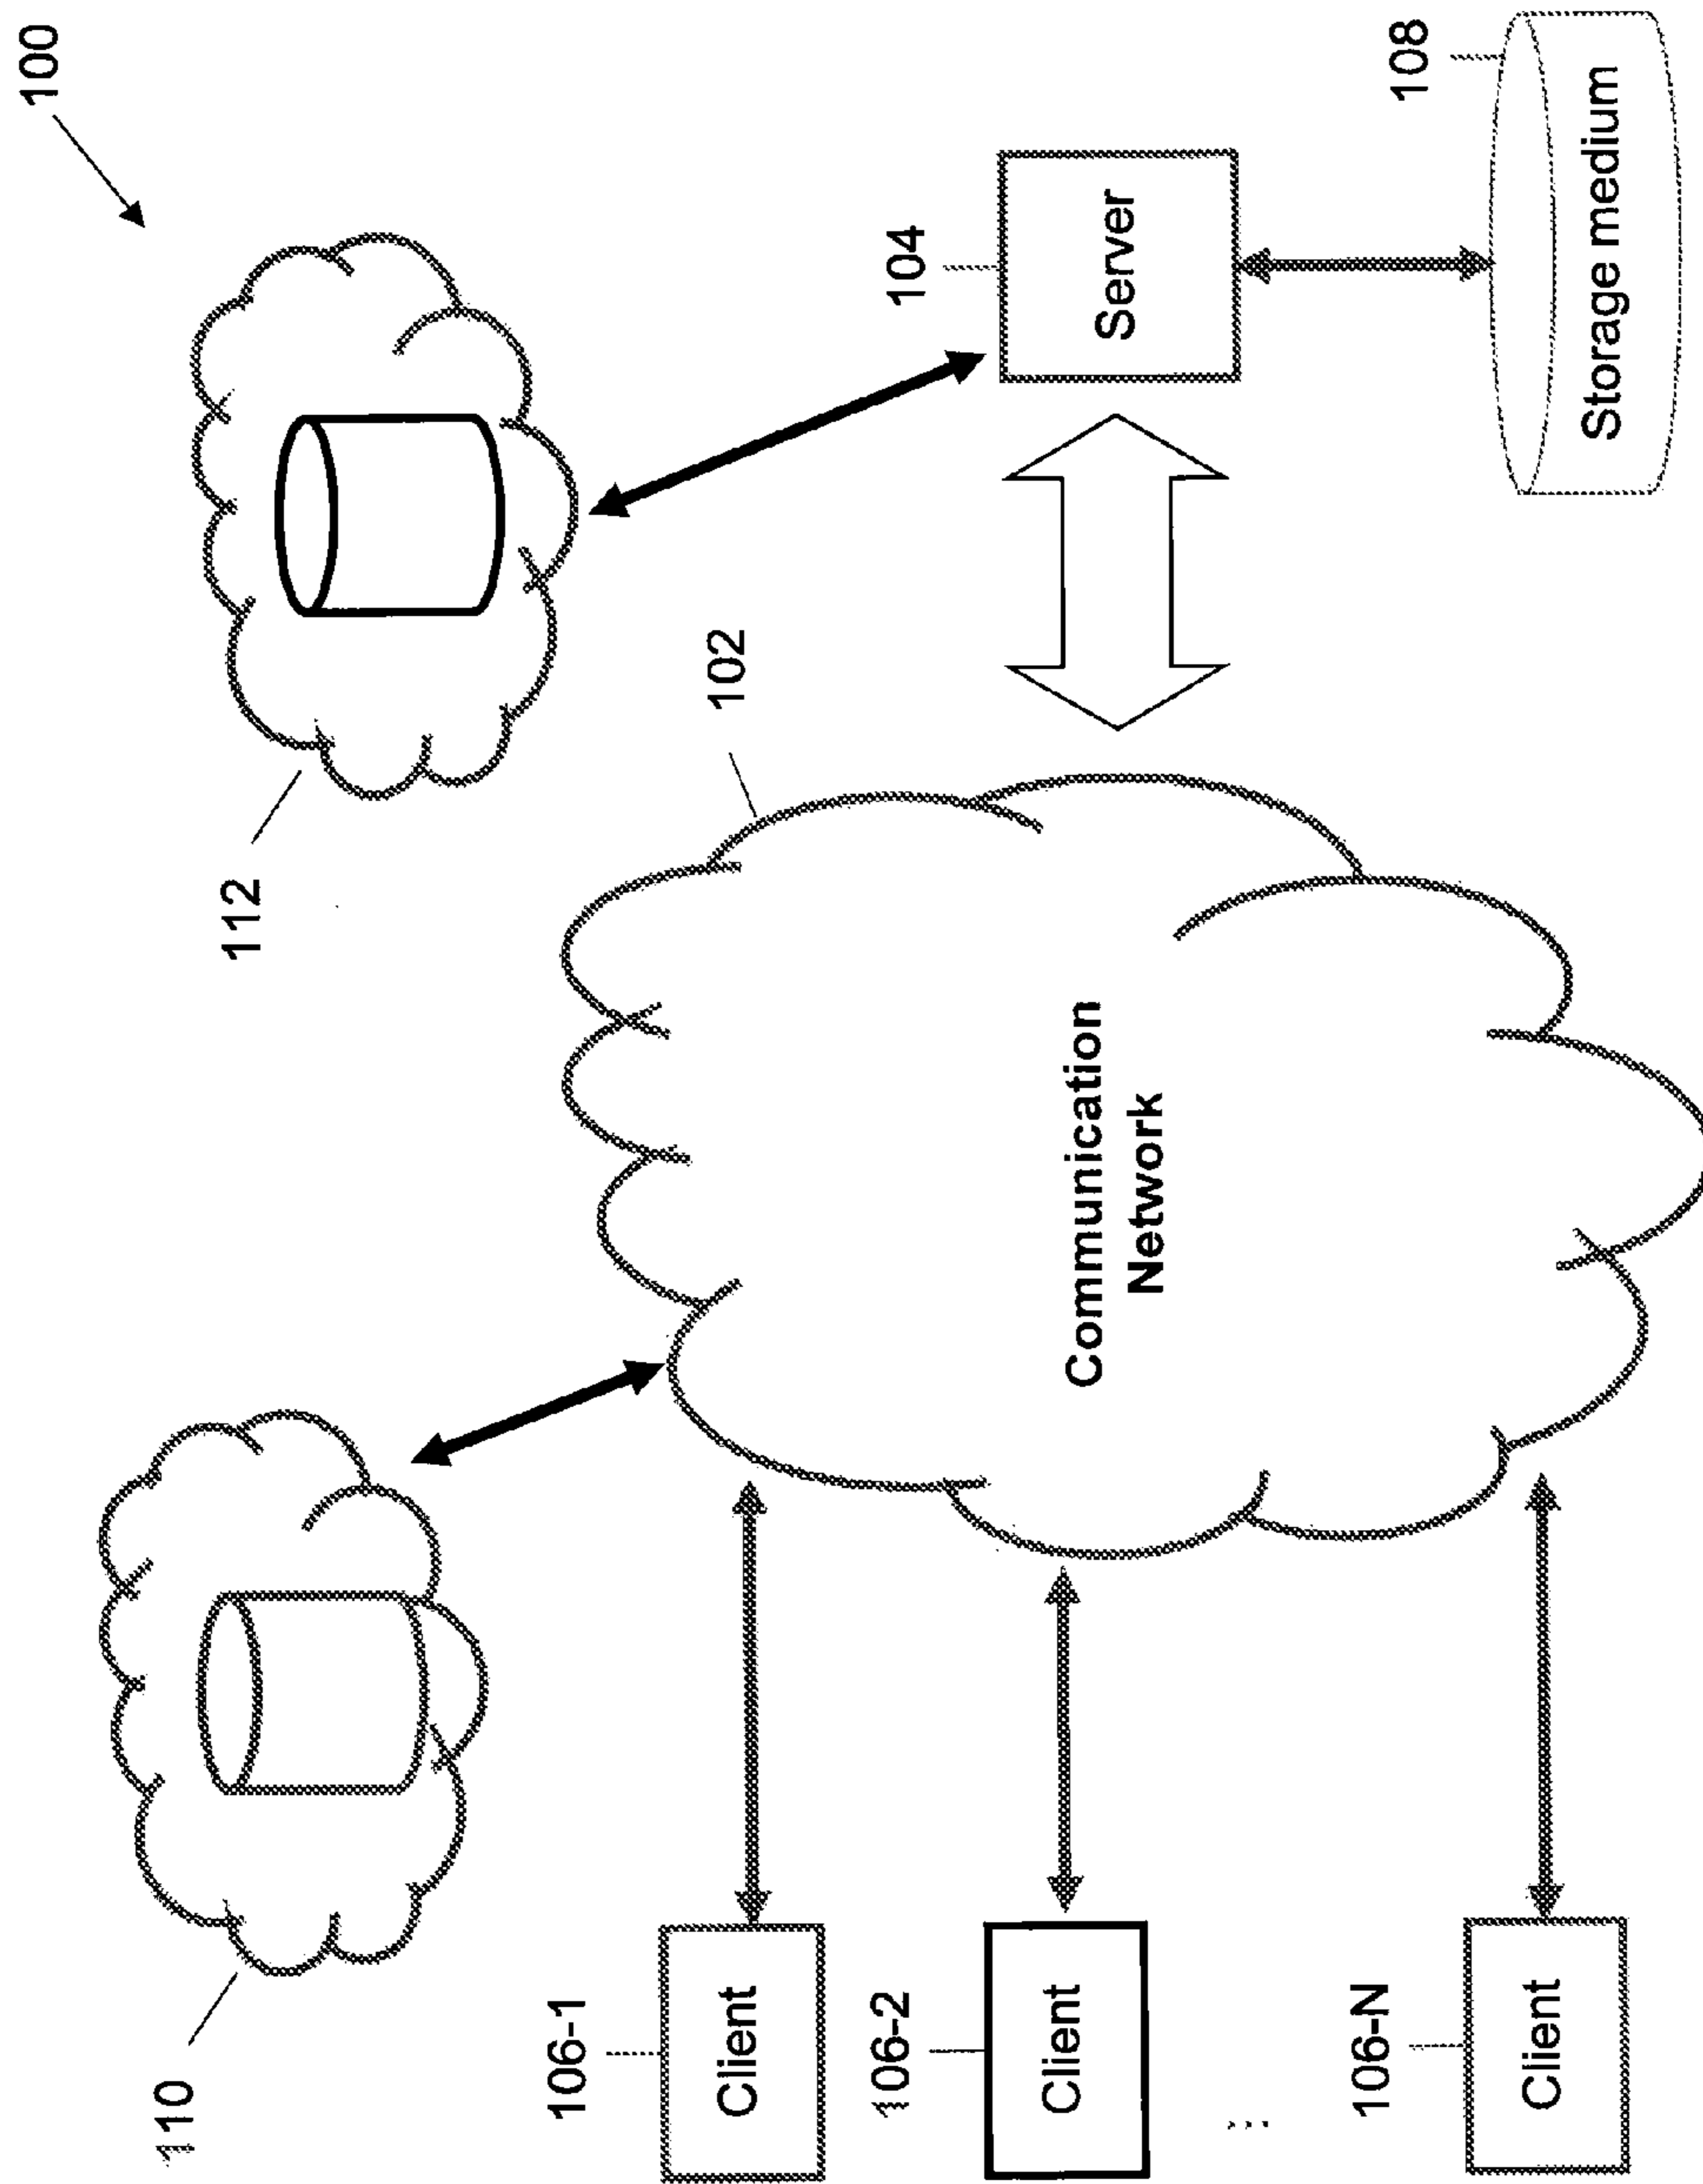 100
110
112
102
106-1
Client
106-2
Client
⋮
106-N
Client
Communication
Network
104
Server
108
Storage medium